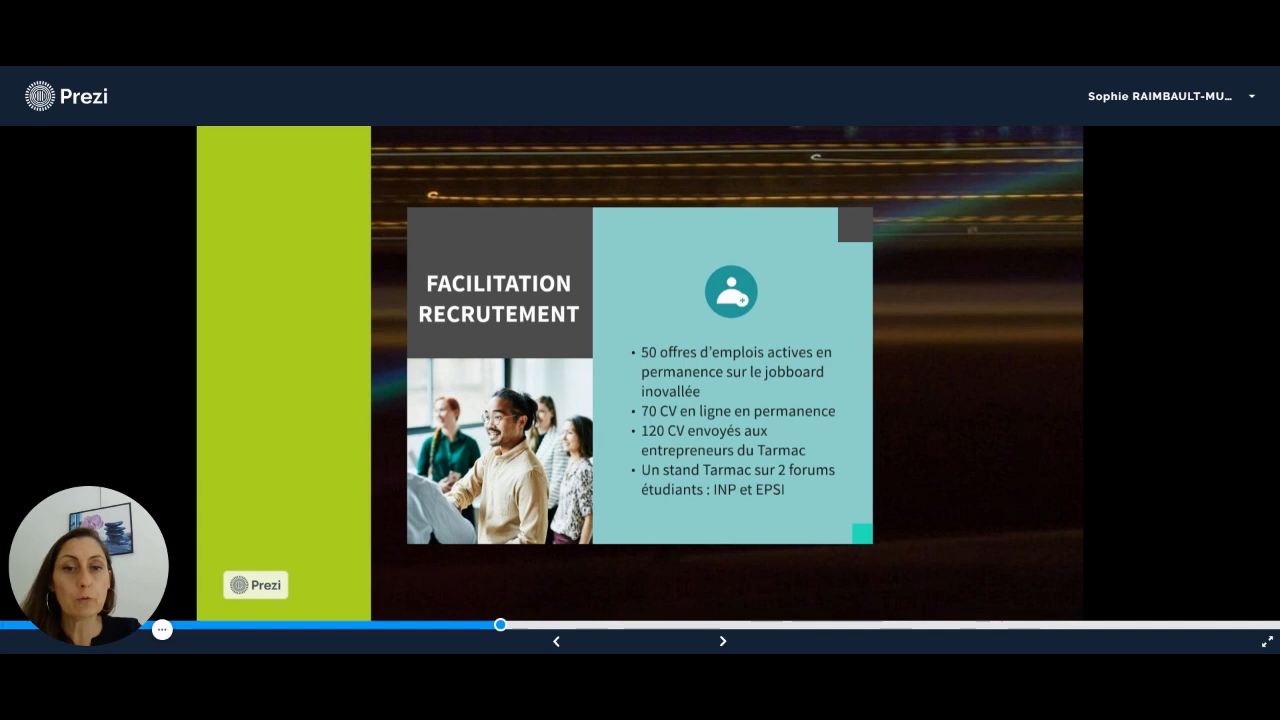 Prezi
Sophie RAIMBAULT-MU...
FACILITATION
RECRUTEMENT
• 50 offres d'emplois actives en
permanence sur le jobboard
inovallée
• 70 CV en ligne en permanence
• 120 CV envoyés aux
entrepreneurs du Tarmac
• Un stand Tarmac sur 2 forums
étudiants : INP et EPSI
Prezi